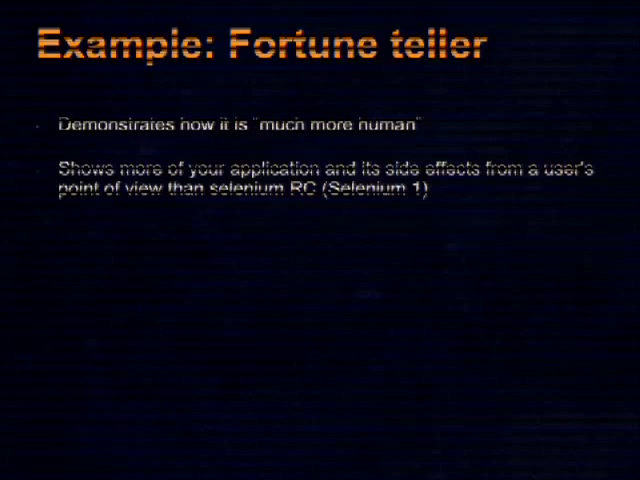 Example: Fortune teller
Demonstrates how it is "much more human"
Shows more of your application and its side effects from a user's
point of view than selenium RC (Selenium 1)